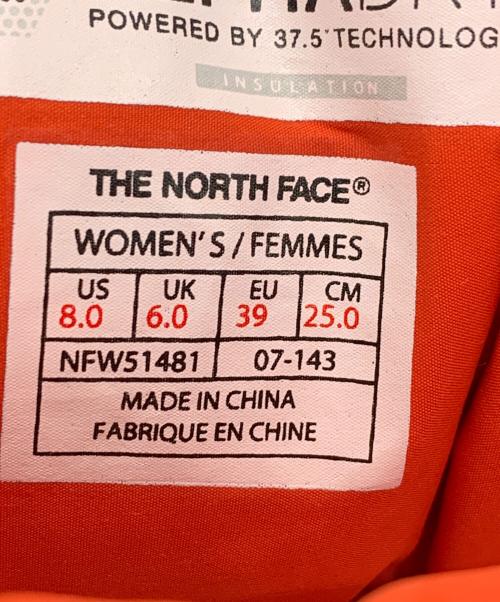 POWERED BY 37.5° TECHNOLOG
INSULATION
THE NORTH FACE®
WOMEN'S / FEMMES
US UK EU CM
8.0 6.0 39 25.0
NFW51481 07-143
MADE IN CHINA
FABRIQUE EN CHINE